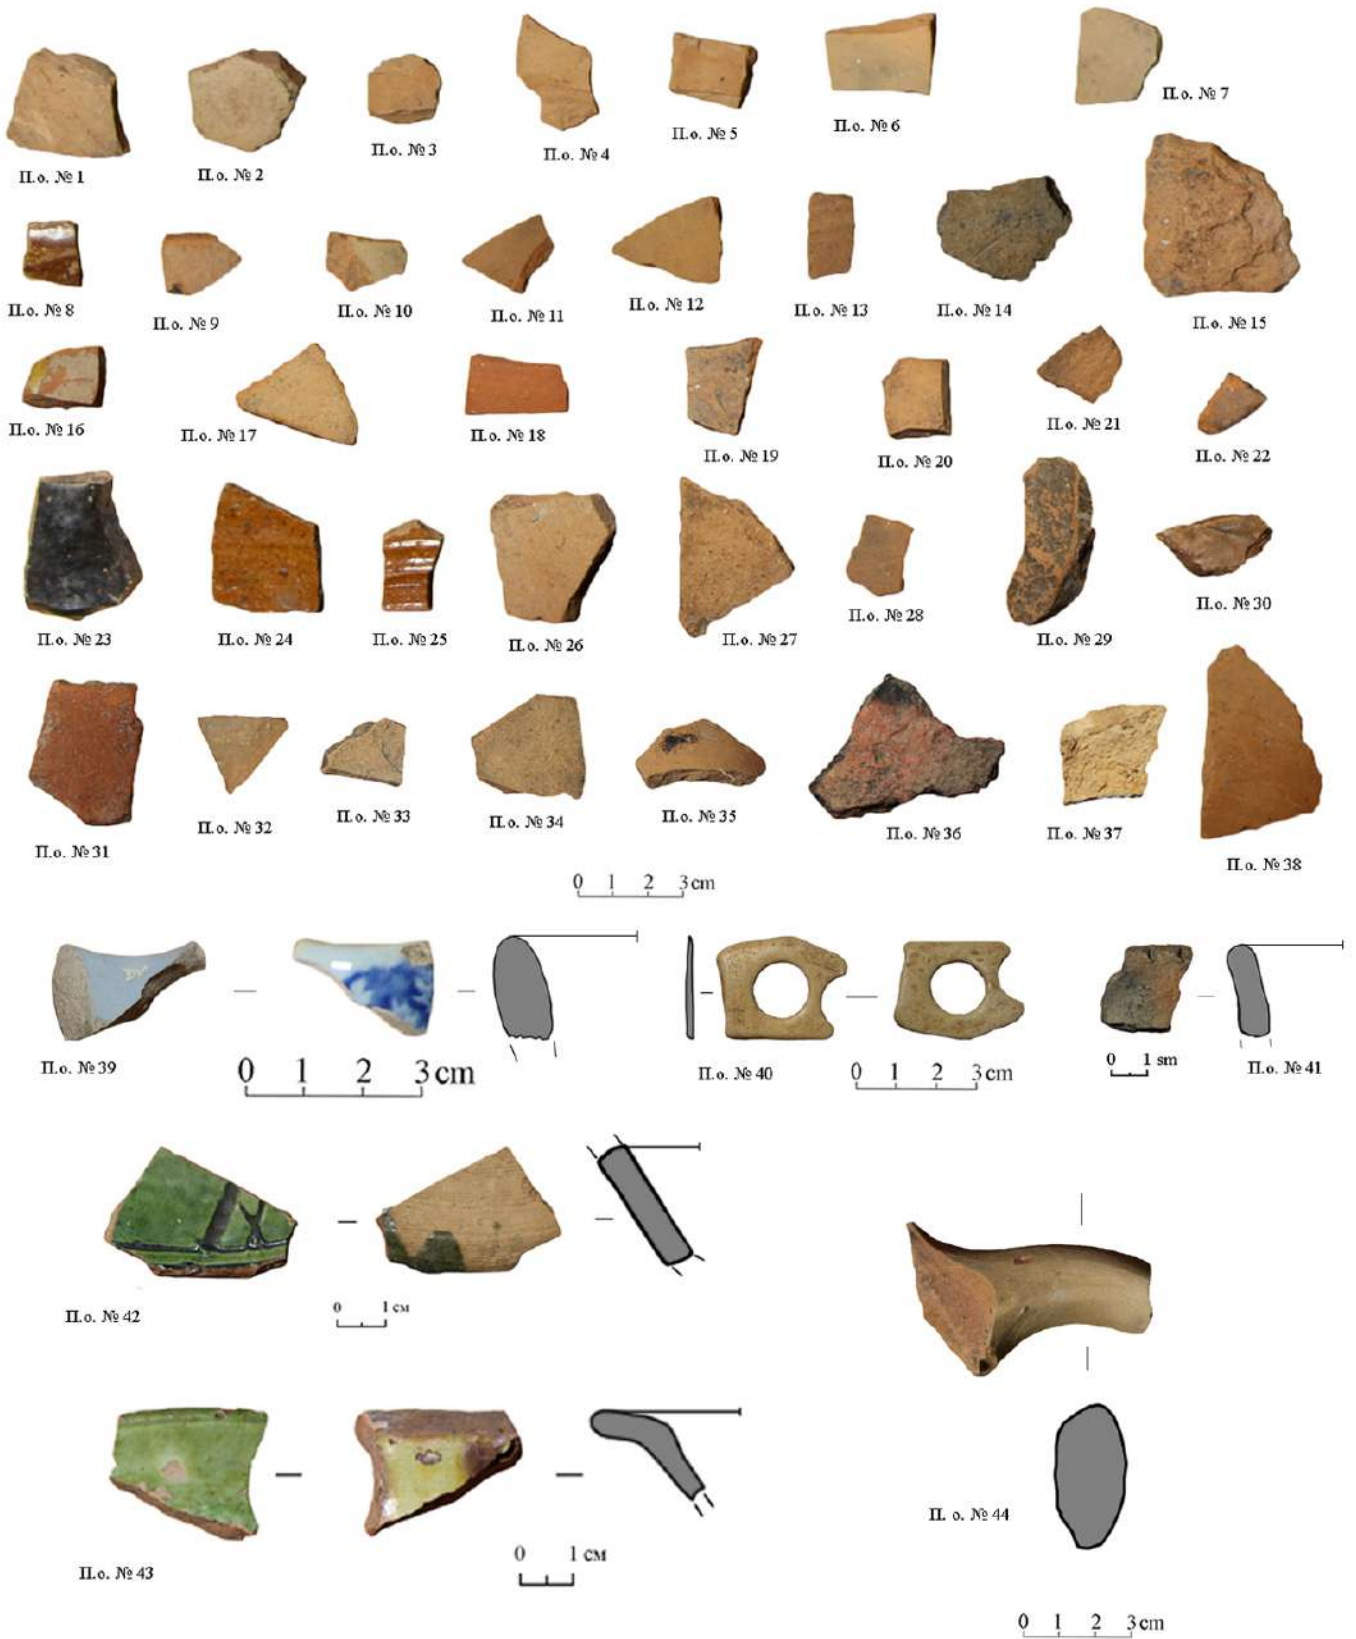 П.о. № 1
П.о. № 2
П.о. № 3
П.о. № 4
П.о. № 5
П.о. № 6
П.о. № 7
П.о. № 8
П.о. № 9
П.о. № 10
П.о. № 11
П.о. № 12
П.о. № 13
П.о. № 14
П.о. № 15
П.о. № 16
П.о. № 17
П.о. № 18
П.о. № 19
П.о. № 20
П.о. № 21
П.о. № 22
П.о. № 23
П.о. № 24
П.о. № 25
П.о. № 26
П.о. № 27
П.о. № 28
П.о. № 29
П.о. № 30
П.о. № 31
П.о. № 32
П.о. № 33
П.о. № 34
П.о. № 35
П.о. № 36
П.о. № 37
П.о. № 38
0 1 2 3 cm
П.о. № 39
0 1 2 3 cm
П.о. № 40
0 1 2 3 cm
0 1 sm
П.о. № 41
П.о. № 42
0 1 см
П.о. № 43
0 1 см
П. о. № 44
0 1 2 3 cm